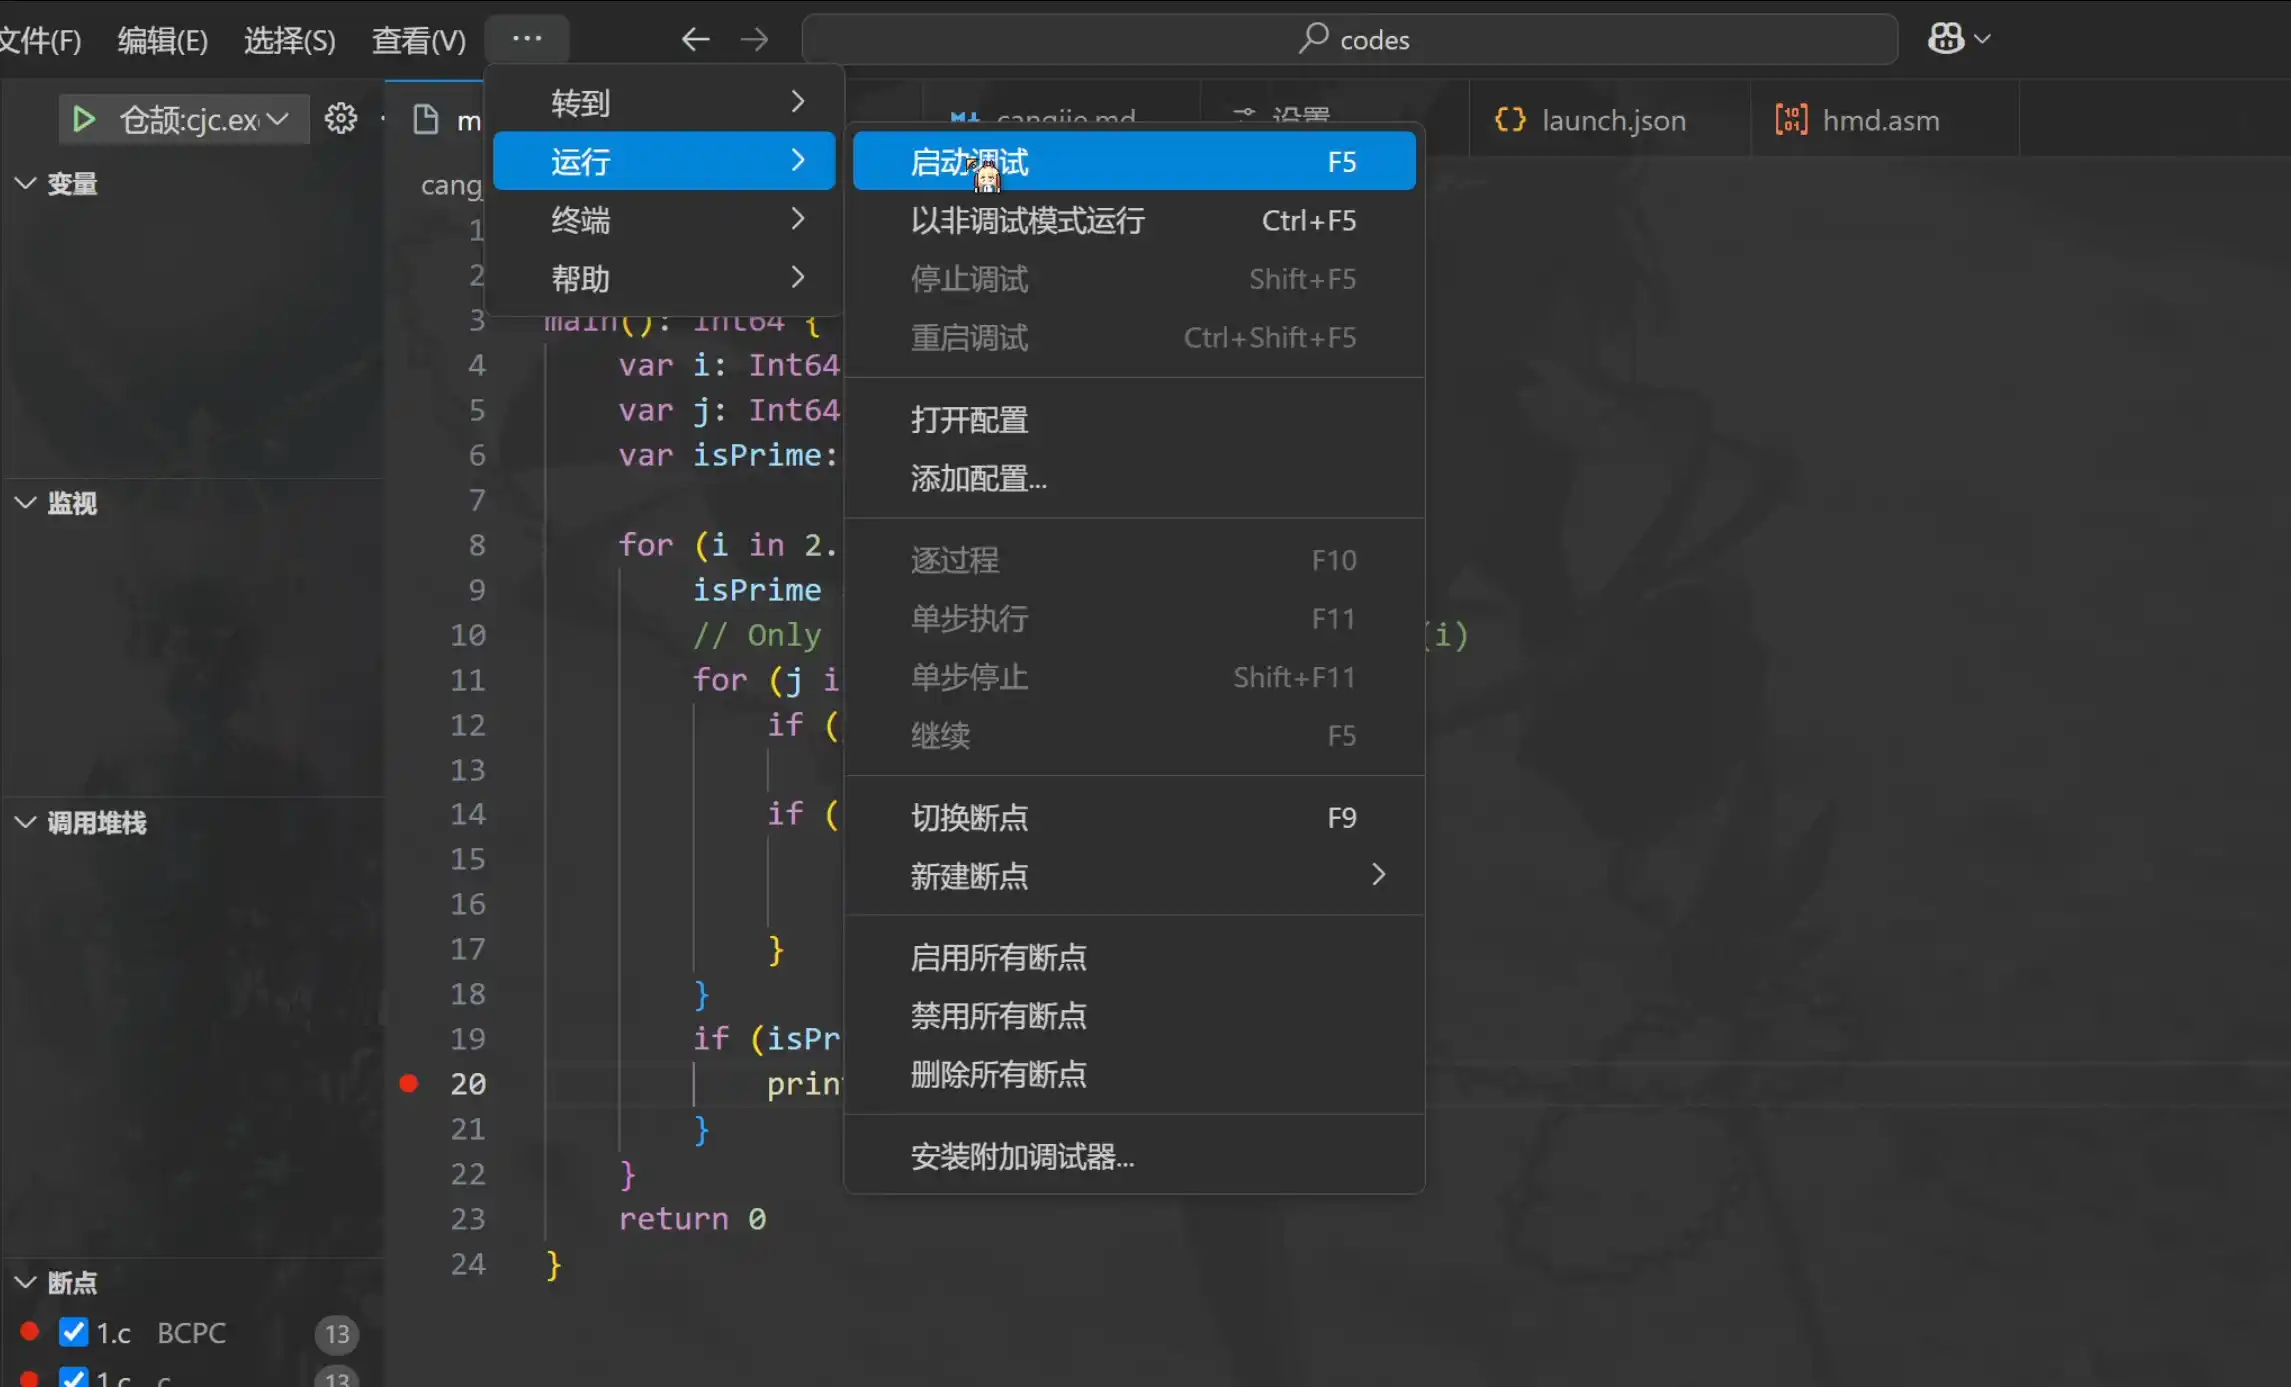 文件(F) 编辑(E) 选择(S) 查看(V) ··· codes
仓颉:cjc.ex
launch.json
hmd.asm
设置
cangjie.md
m
cang
变量
监视
调用堆栈
断点
1.c BCPC 13
1.c c 13
转到
运行
终端
帮助
启动调试 F5
以非调试模式运行 Ctrl+F5
停止调试 Shift+F5
重启调试 Ctrl+Shift+F5
打开配置
添加配置...
逐过程 F10
单步执行 F11
单步停止 Shift+F11
继续 F5
切换断点 F9
新建断点
启用所有断点
禁用所有断点
删除所有断点
安装附加调试器...
1
2
3 main(): Int64 {
4 var i: Int64
5 var j: Int64
6 var isPrime:
7
8 for (i in 2.
9 isPrime
10 // Only (i)
11 for (j i
12 if (
13
14 if (
15
16
17 }
18 }
19 if (isPr
20 prin
21 }
22 }
23 return 0
24 }